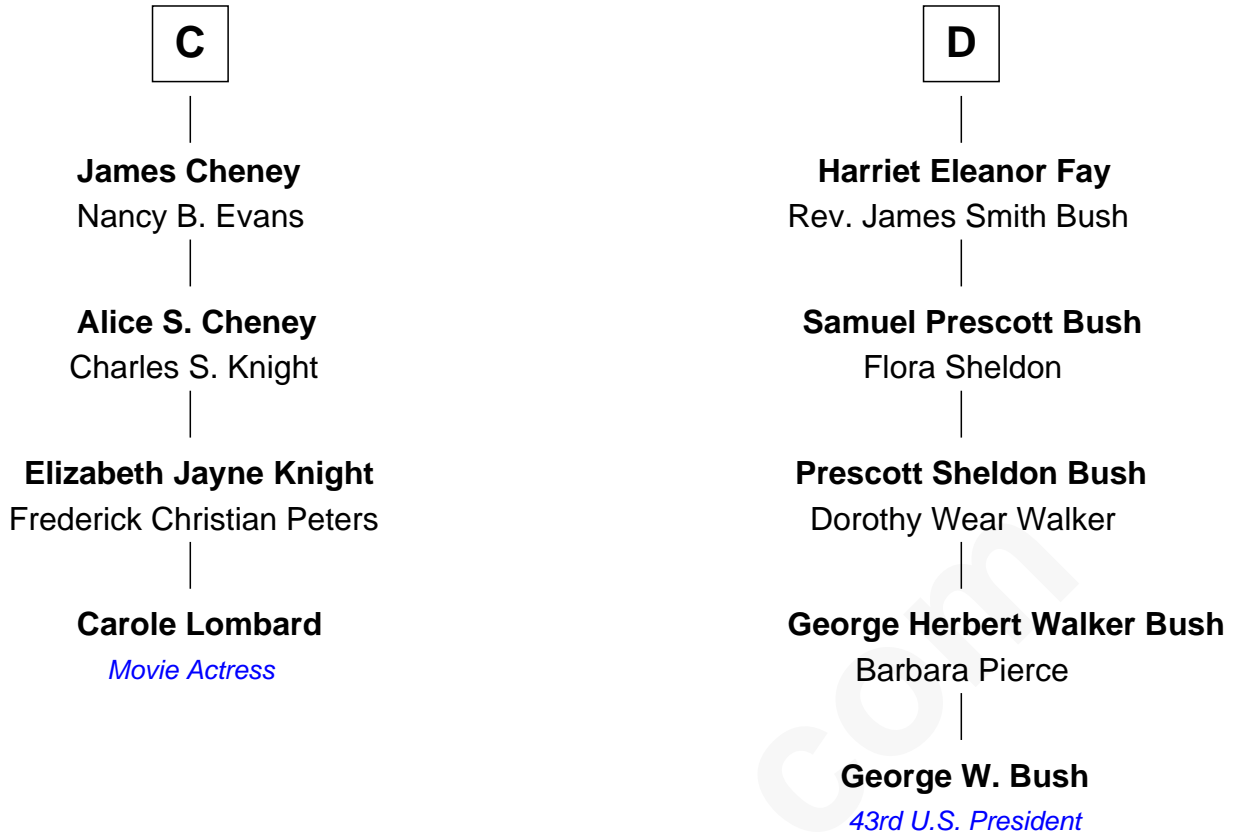 C
James Cheney
Nancy B. Evans
Alice S. Cheney
Charles S. Knight
Elizabeth Jayne Knight
Frederick Christian Peters
Carole Lombard
Movie Actress
D
Harriet Eleanor Fay
Rev. James Smith Bush
Samuel Prescott Bush
Flora Sheldon
Prescott Sheldon Bush
Dorothy Wear Walker
George Herbert Walker Bush
Barbara Pierce
George W. Bush
43rd U.S. President
com